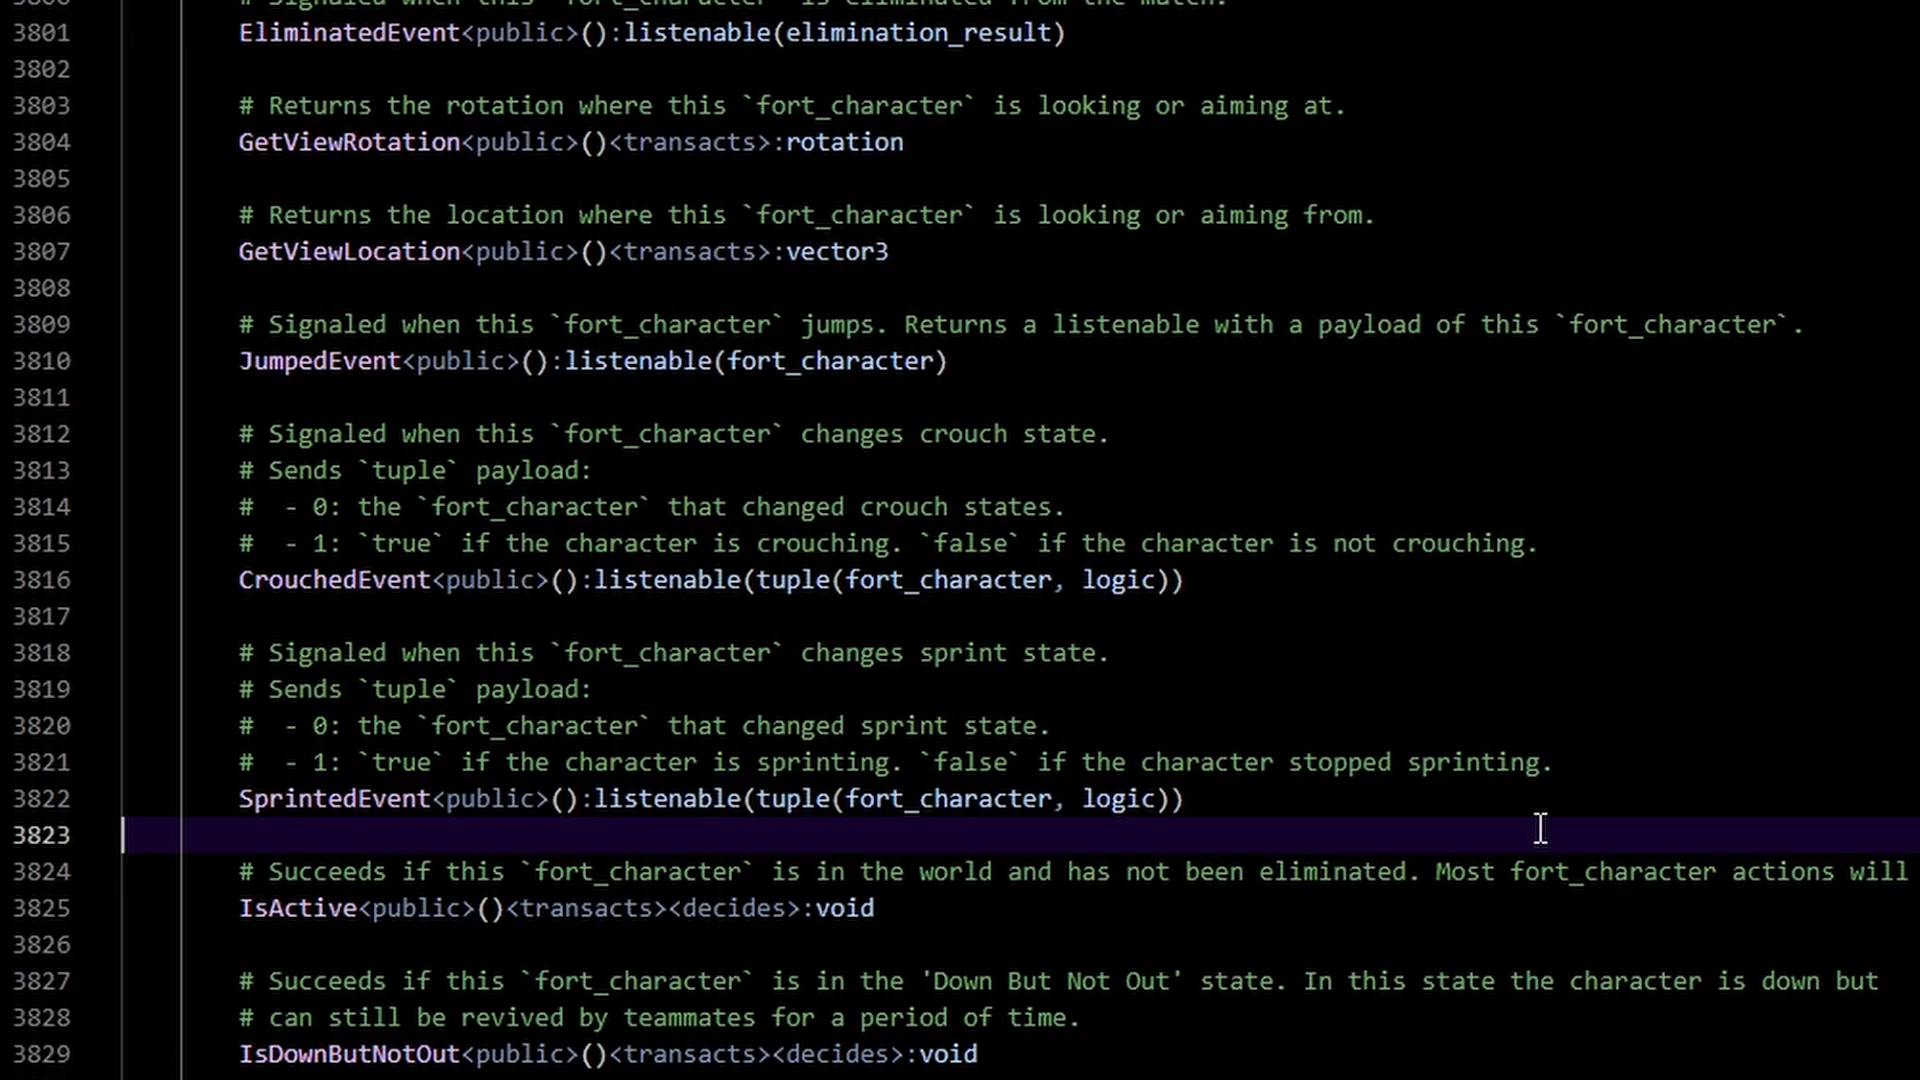 3800 # Signaled when this `fort_character` is eliminated from the match.
3801 EliminatedEvent<public>():listenable(elimination_result)
3802
3803 # Returns the rotation where this `fort_character` is looking or aiming at.
3804 GetViewRotation<public>()<transacts>:rotation
3805
3806 # Returns the location where this `fort_character` is looking or aiming from.
3807 GetViewLocation<public>()<transacts>:vector3
3808
3809 # Signaled when this `fort_character` jumps. Returns a listenable with a payload of this `fort_character`.
3810 JumpedEvent<public>():listenable(fort_character)
3811
3812 # Signaled when this `fort_character` changes crouch state.
3813 # Sends `tuple` payload:
3814 #  - 0: the `fort_character` that changed crouch states.
3815 #  - 1: `true` if the character is crouching. `false` if the character is not crouching.
3816 CrouchedEvent<public>():listenable(tuple(fort_character, logic))
3817
3818 # Signaled when this `fort_character` changes sprint state.
3819 # Sends `tuple` payload:
3820 #  - 0: the `fort_character` that changed sprint state.
3821 #  - 1: `true` if the character is sprinting. `false` if the character stopped sprinting.
3822 SprintedEvent<public>():listenable(tuple(fort_character, logic))
3823
3824 # Succeeds if this `fort_character` is in the world and has not been eliminated. Most fort_character actions will
3825 IsActive<public>()<transacts><decides>:void
3826
3827 # Succeeds if this `fort_character` is in the 'Down But Not Out' state. In this state the character is down but
3828 # can still be revived by teammates for a period of time.
3829 IsDownButNotOut<public>()<transacts><decides>:void